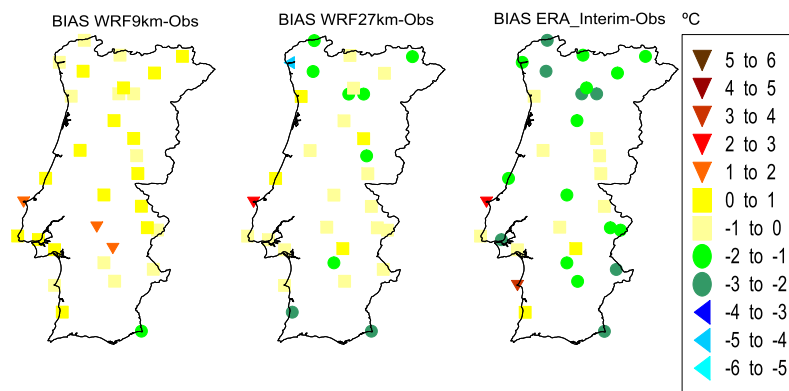 BIAS WRF9km-Obs
BIAS WRF27km-Obs
BIAS ERA_Interim-Obs
ºC
5 to 6
4 to 5
3 to 4
2 to 3
1 to 2
0 to 1
-1 to 0
-2 to -1
-3 to -2
-4 to -3
-5 to -4
-6 to -5